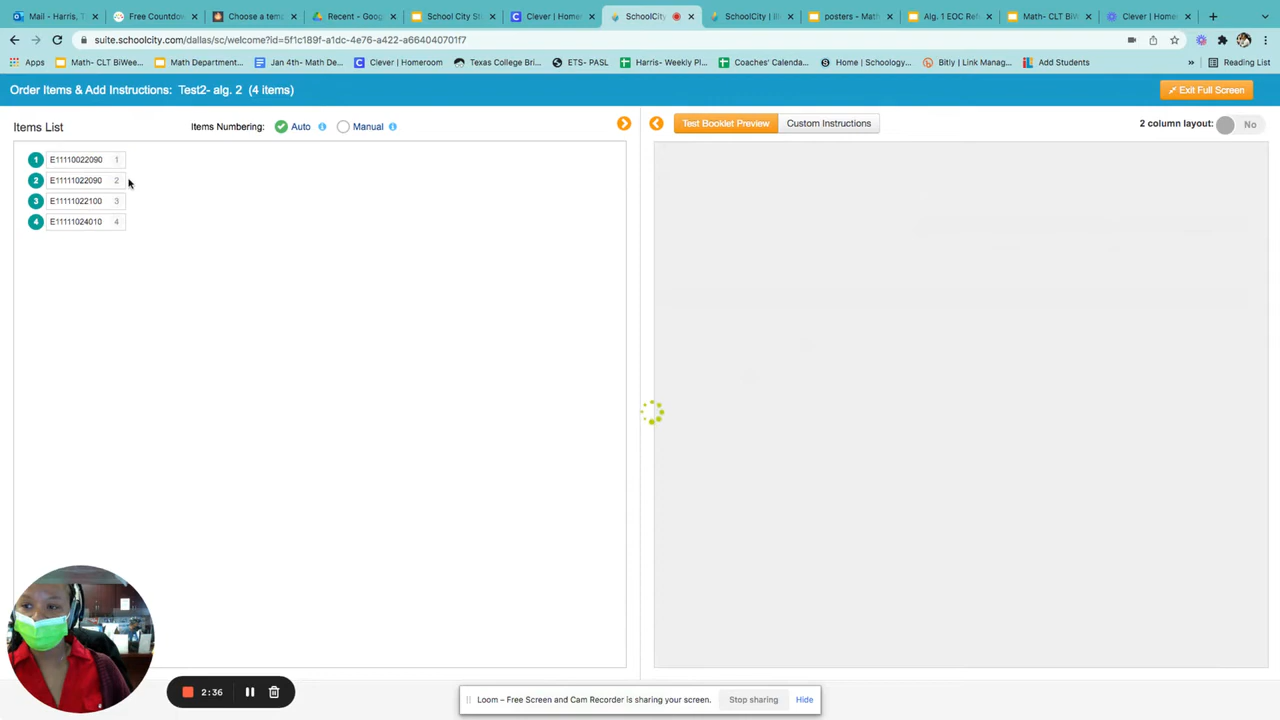 Mail - Harris, T
Free Countdow
Choose a temp
Recent - Goog
School City St
Clever | Home
SchoolCity
SchoolCity | Ill
posters - Math
Alg. 1 EOC Re
Math- CLT BiW
Clever | Home
suite.schoolcity.com/dallas/sc/welcome?id=5f1c189f-a1dc-4e76-a422-a664040701f7
Apps
Math- CLT BiWee...
Math Department...
Jan 4th- Math De...
Clever | Homeroom
Texas College Bri...
ETS- PASL
Harris- Weekly Pl...
Coaches' Calenda...
Home | Schoology...
Bitly | Link Manag...
Add Students
»
Reading List
Order Items & Add Instructions: Test2- alg. 2 (4 items)
Exit Full Screen
Items List
Items Numbering: Auto Manual
Test Booklet Preview
Custom Instructions
2 column layout: No
1 E11110022090 1
2 E11111022090 2
3 E11111022100 3
4 E11111024010 4
2:36
Loom – Free Screen and Cam Recorder is sharing your screen.
Stop sharing
Hide